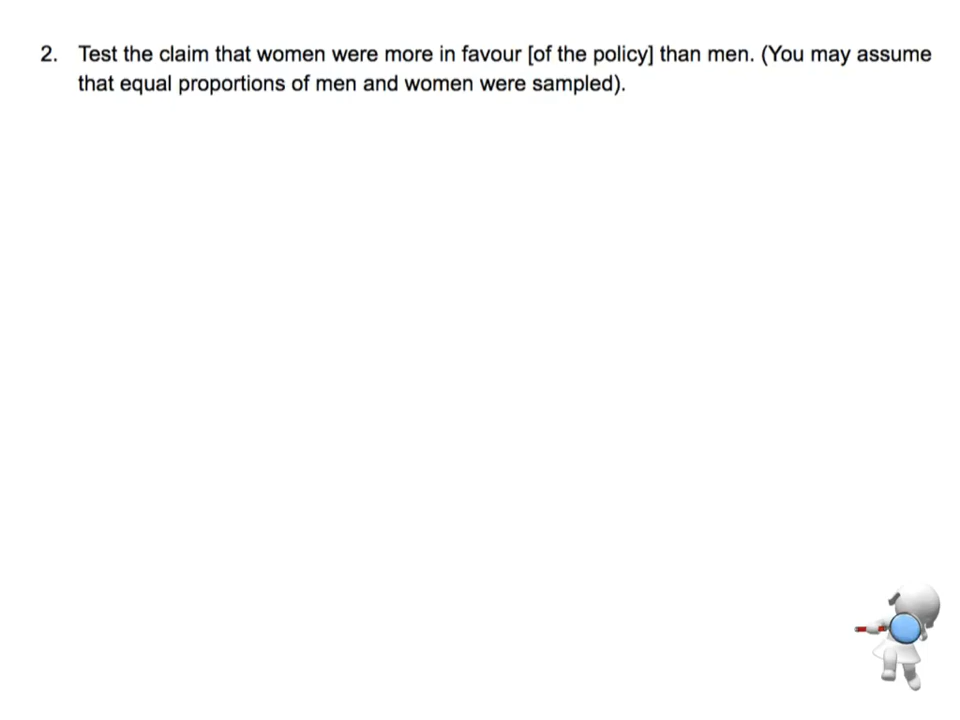 2. Test the claim that women were more in favour [of the policy] than men. (You may assume
that equal proportions of men and women were sampled).